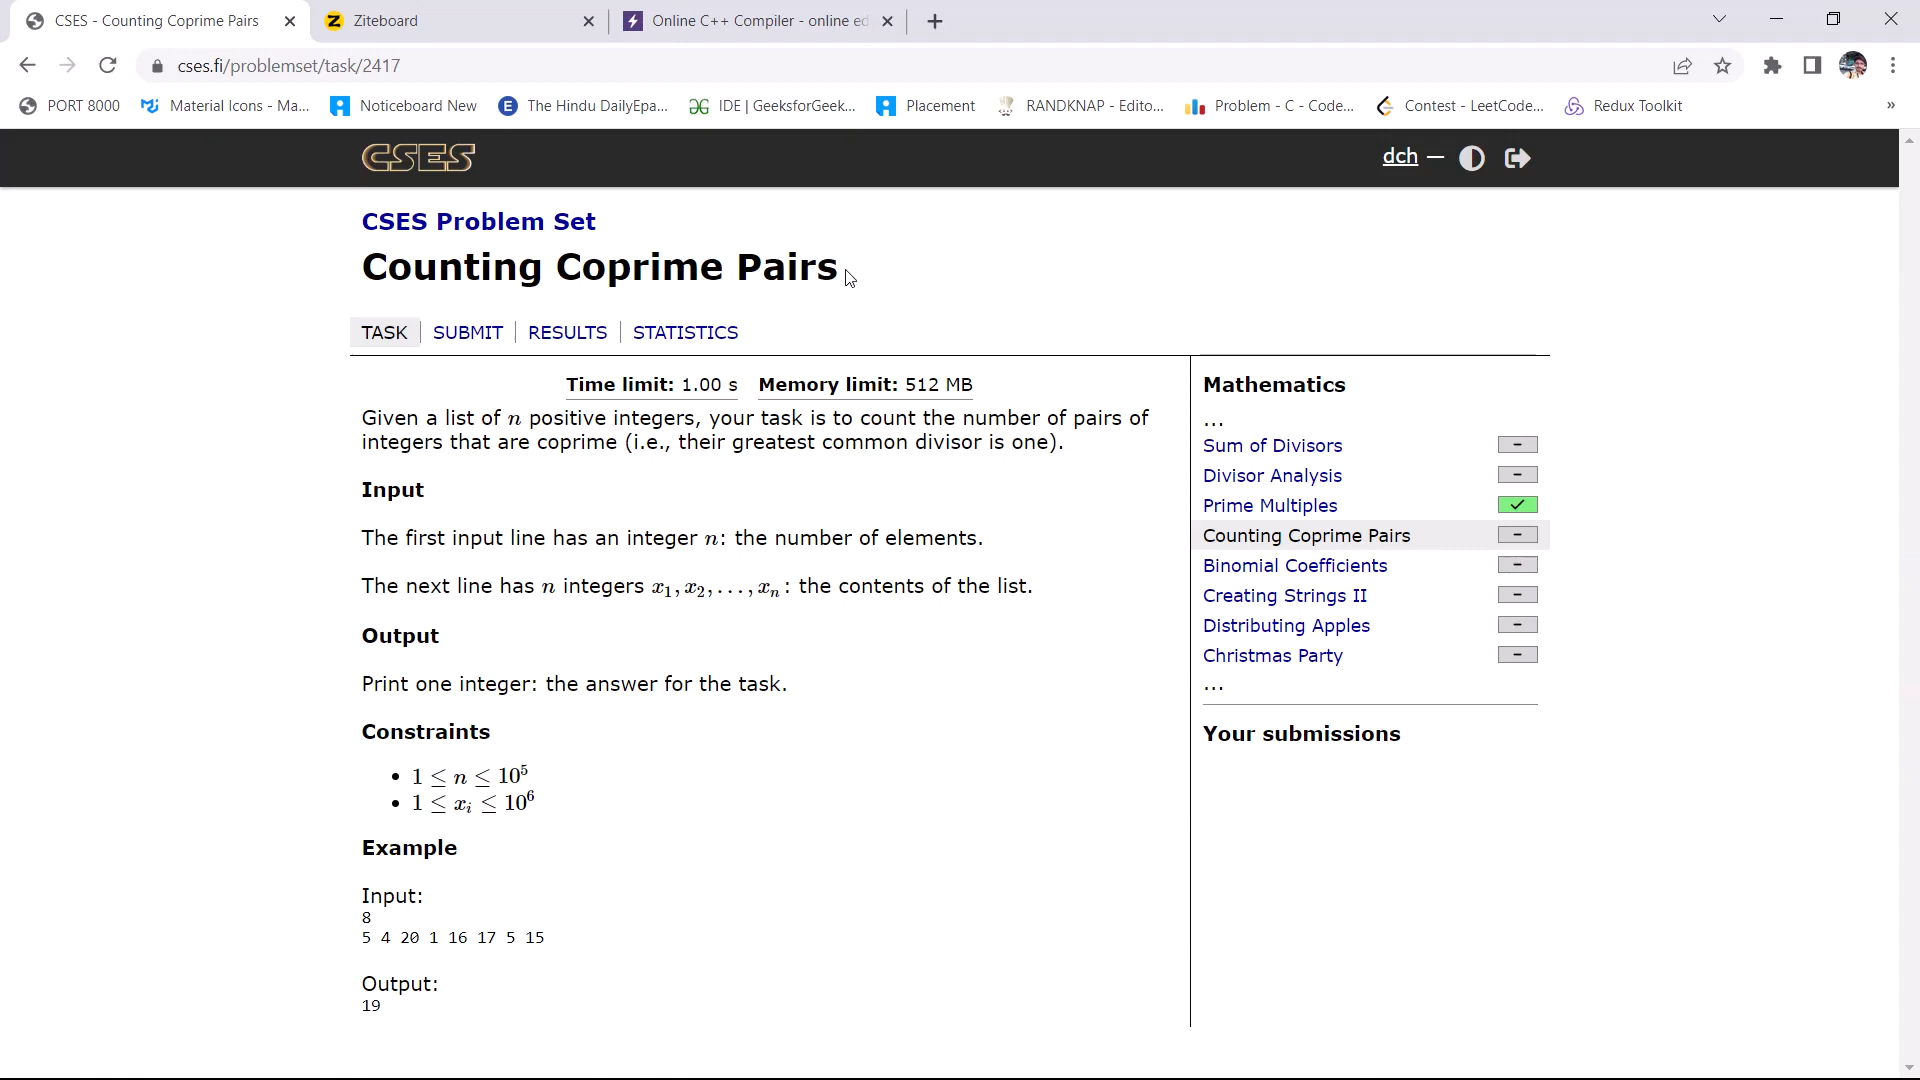 CSES - Counting Coprime Pairs
Ziteboard
Online C++ Compiler - online ed
cses.fi/problemset/task/2417
PORT 8000
Material Icons - Ma...
Noticeboard New
The Hindu DailyEpa...
IDE | GeeksforGeek...
Placement
RANDKNAP - Edito...
Problem - C - Code...
Contest - LeetCode...
Redux Toolkit
»
CSES
dch —
CSES Problem Set
Counting Coprime Pairs
TASK
SUBMIT
RESULTS
STATISTICS
Time limit: 1.00 s Memory limit: 512 MB
Given a list of n positive integers, your task is to count the number of pairs of
integers that are coprime (i.e., their greatest common divisor is one).
Input
The first input line has an integer n: the number of elements.
The next line has n integers x₁, x₂, . . . , xₙ: the contents of the list.
Output
Print one integer: the answer for the task.
Constraints
• 1 ≤ n ≤ 10⁵
• 1 ≤ xᵢ ≤ 10⁶
Example
Input:
8
5 4 20 1 16 17 5 15
Output:
19
Mathematics
...
Sum of Divisors –
Divisor Analysis –
Prime Multiples ✓
Counting Coprime Pairs –
Binomial Coefficients –
Creating Strings II –
Distributing Apples –
Christmas Party –
...
Your submissions